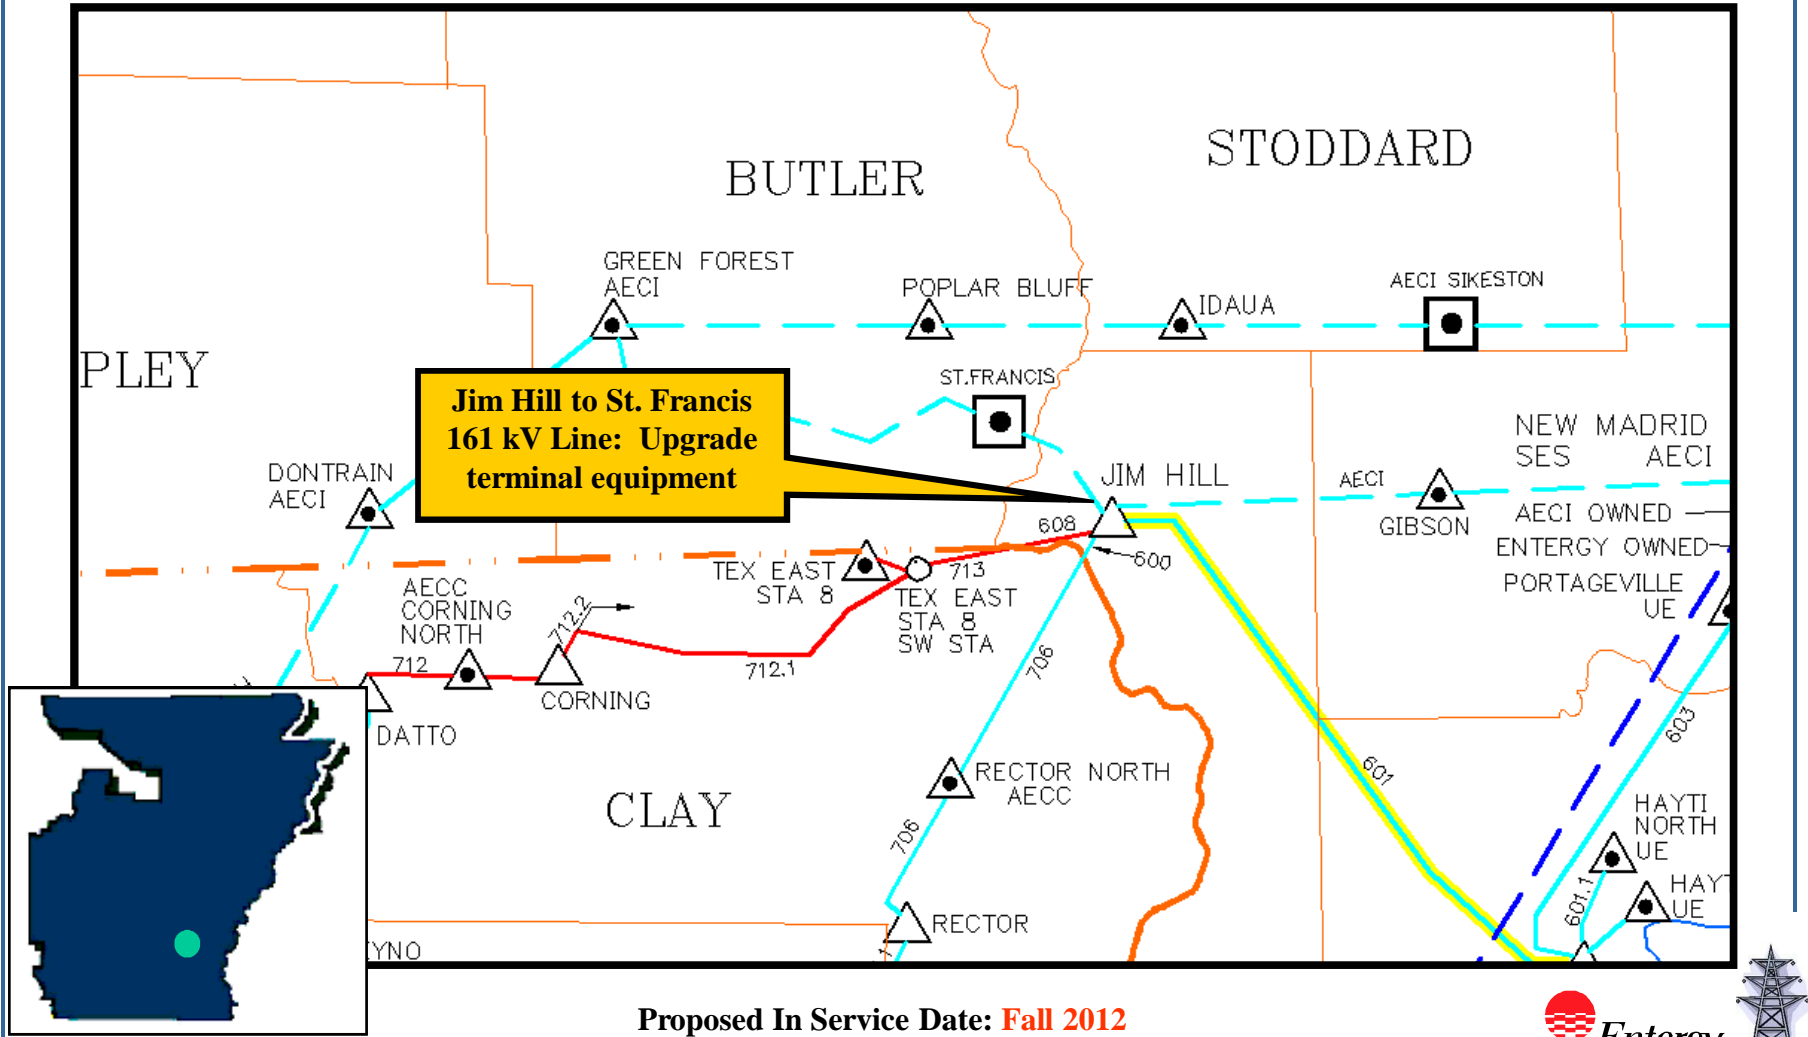 STODDARD
BUTLER
GREEN FOREST
AECI
POPLAR BLUFF
IDAUA
AECI SIKESTON
PLEY
ST.FRANCIS
Jim Hill to St. Francis
161 kV Line: Upgrade
terminal equipment
NEW MADRID
SES AECI
DONTRAIN
AECI
JIM HILL
AECI
GIBSON
AECI OWNED
ENTERGY OWNED
608
600
713
TEX EAST
STA 8
TEX EAST
STA 8
SW STA
PORTAGEVILLE
UE
AECC
CORNING
NORTH
712.2
712
712.1
706
CORNING
DATTO
603
601
RECTOR NORTH
AECC
CLAY
706
HAYTI
NORTH
UE
601.1
HAY
UE
RECTOR
YNO
Proposed In Service Date: Fall 2012
Entergy